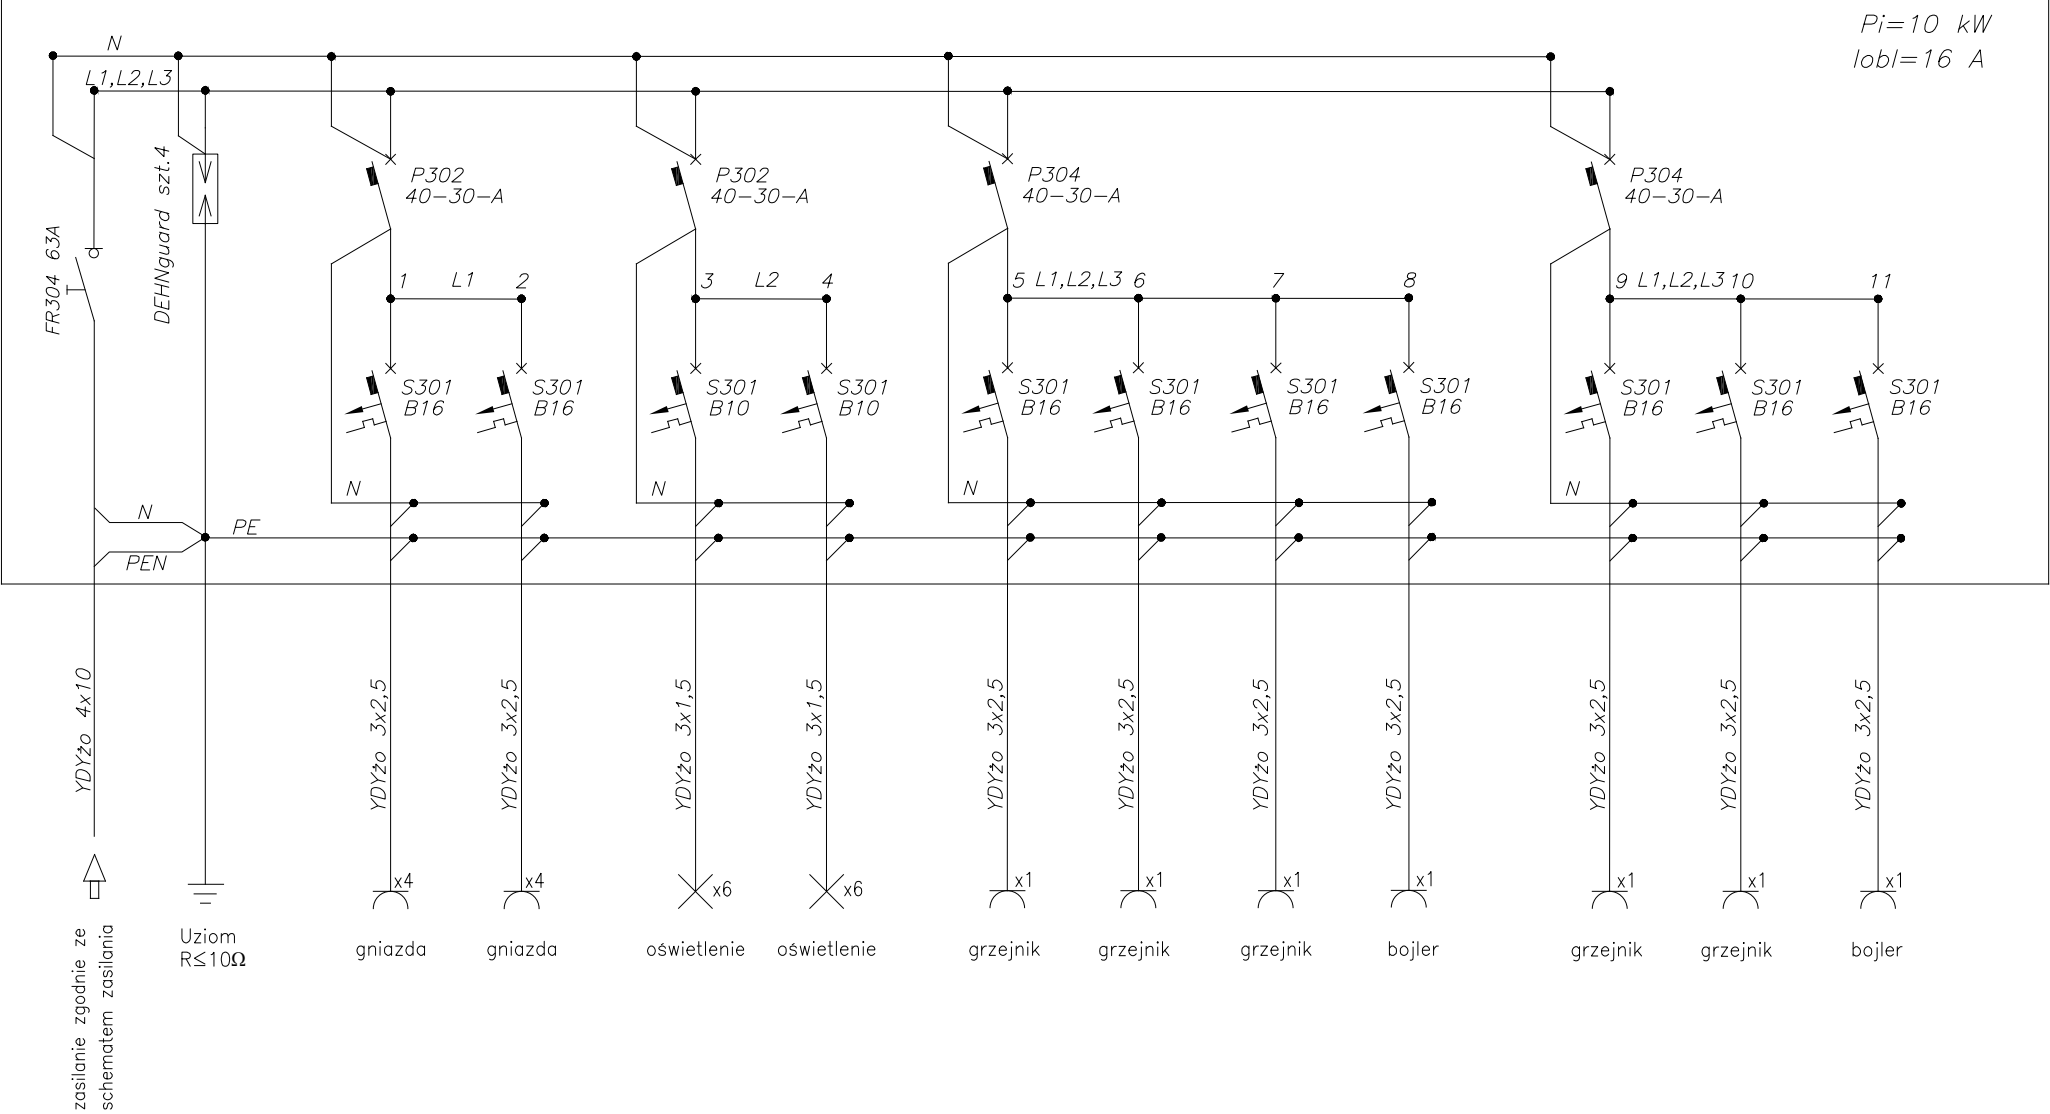 Pi=10 kW
Iobl=16 A
N
L1,L2,L3
FR304 63A
DEHNguard szt.4
P302
40-30-A
P302
40-30-A
P304
40-30-A
P304
40-30-A
1 L1 2
3 L2 4
5 L1,L2,L3 6 7 8
9 L1,L2,L3 10 11
S301
B16
S301
B16
S301
B10
S301
B10
S301
B16
S301
B16
S301
B16
S301
B16
S301
B16
S301
B16
S301
B16
N
N
N
N
N
PE
PEN
YDYżo 4x10
YDYżo 3x2,5
YDYżo 3x2,5
YDYżo 3x1,5
YDYżo 3x1,5
YDYżo 3x2,5
YDYżo 3x2,5
YDYżo 3x2,5
YDYżo 3x2,5
YDYżo 3x2,5
YDYżo 3x2,5
YDYżo 3x2,5
x4
x4
x6
x6
x1
x1
x1
x1
x1
x1
x1
zasilanie zgodnie ze
schematem zasilania
Uziom
R≤10Ω
gniazda
gniazda
oświetlenie
oświetlenie
grzejnik
grzejnik
grzejnik
bojler
grzejnik
grzejnik
bojler